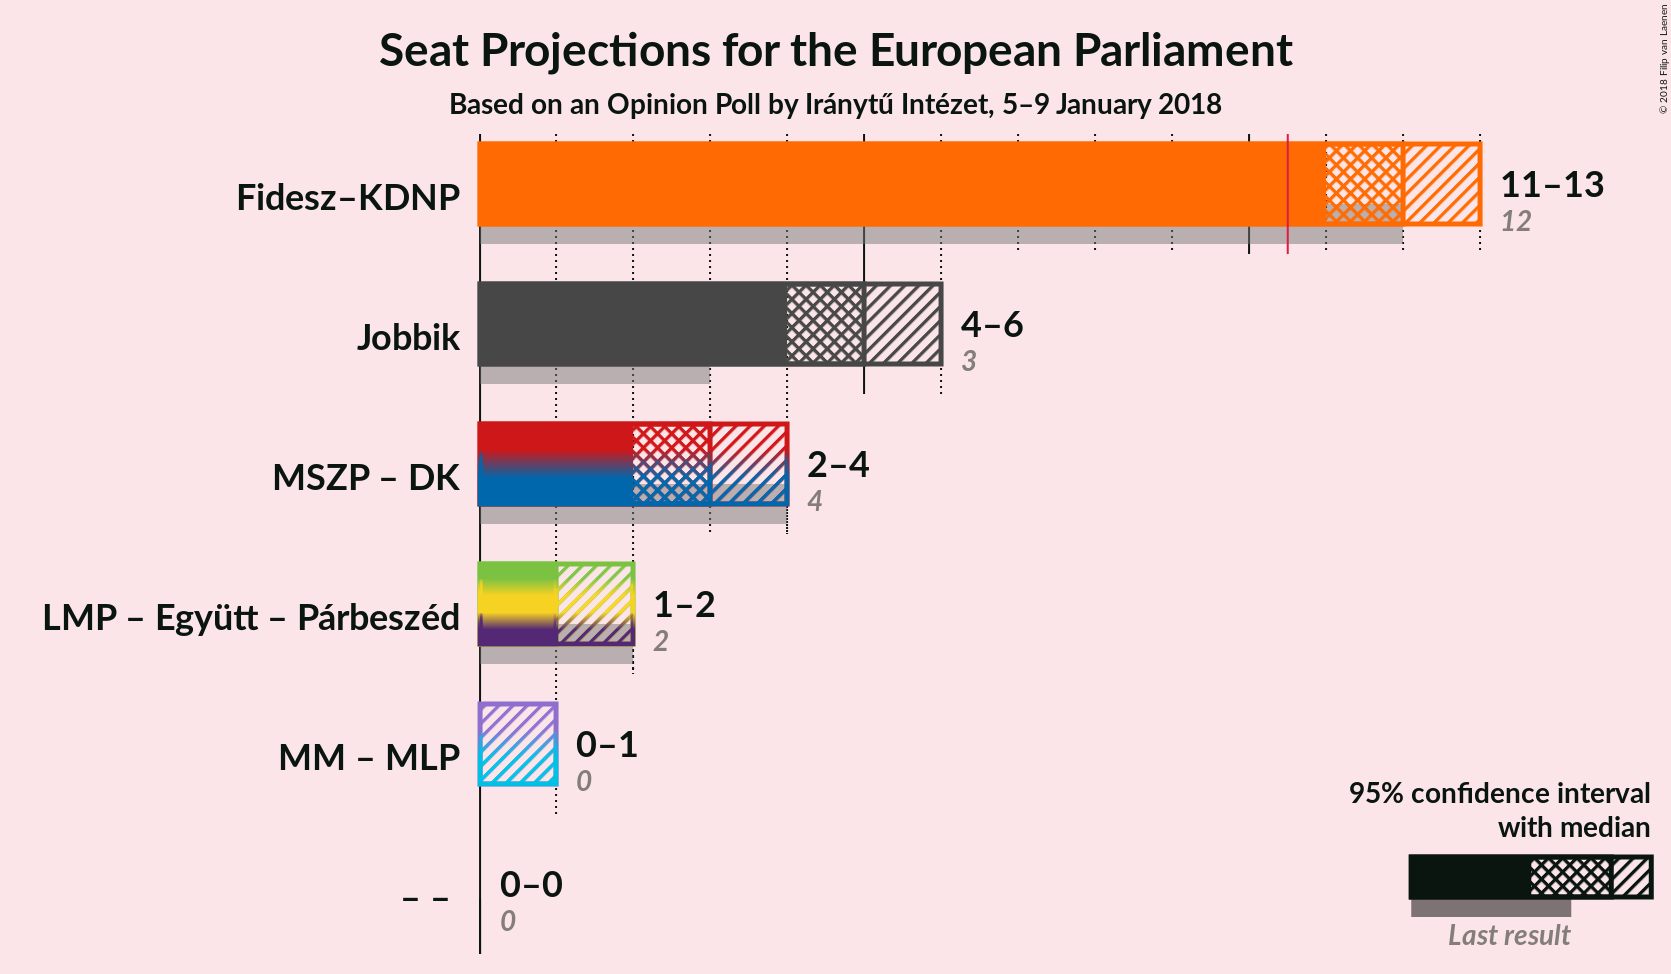 Seat Projections for the European Parliament
Based on an Opinion Poll by Iránytű Intézet, 5–9 January 2018
© 2018 Filip van Laenen
Fidesz–KDNP
11–13
12
Jobbik
4–6
3
MSZP – DK
2–4
4
LMP – Együtt – Párbeszéd
1–2
2
MM – MLP
0–1
0
– –
0–0
0
95% confidence interval
with median
Last result